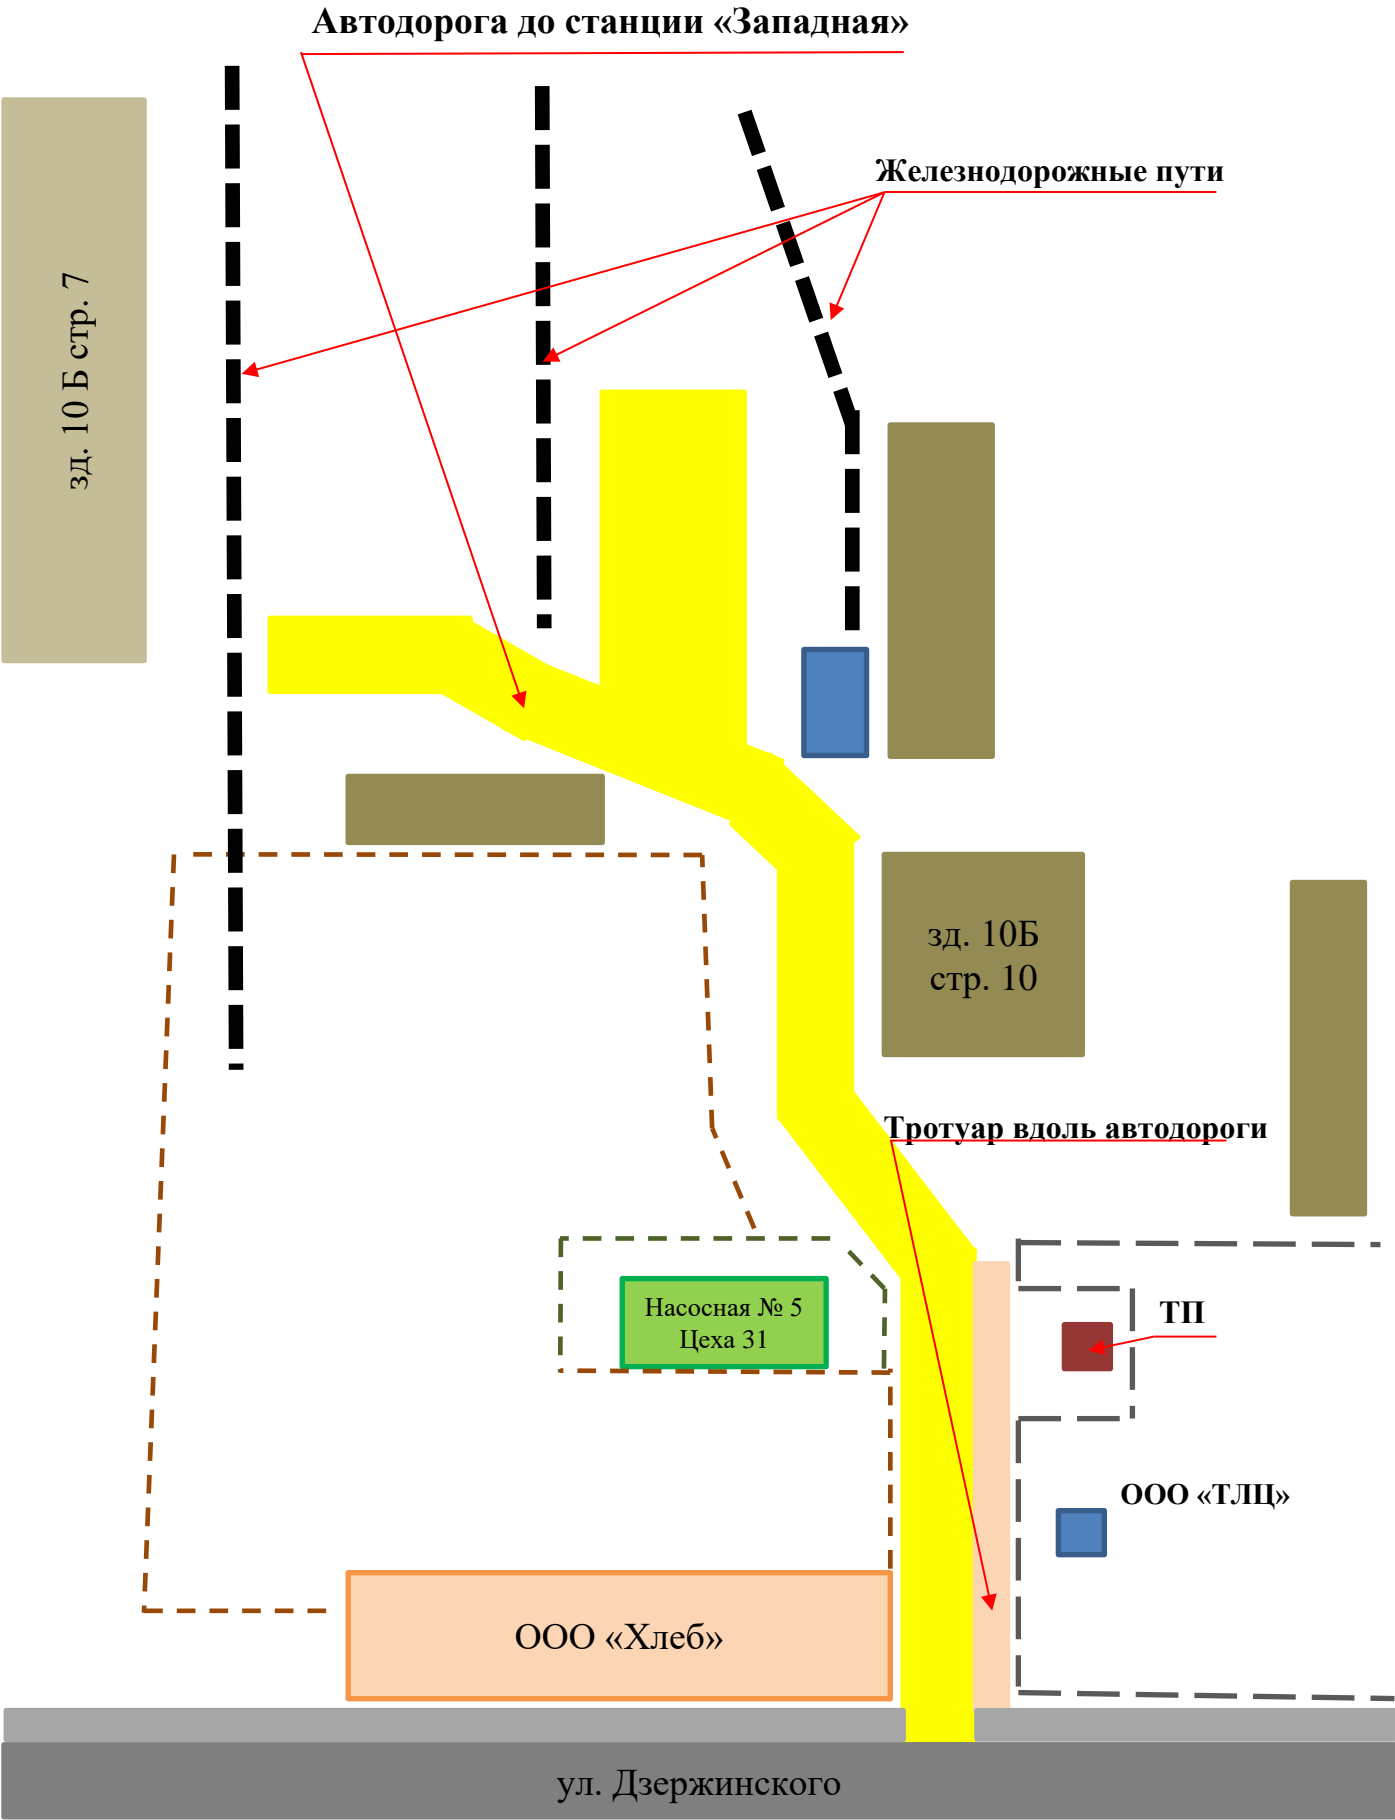 Автодорога до станции «Западная»
Железнодорожные пути
зд. 10 Б стр. 7
зд. 10Б
стр. 10
Тротуар вдоль автодороги
Насосная № 5
Цеха 31
ТП
ООО «ТЛЦ»
ООО «Хлеб»
ул. Дзержинского